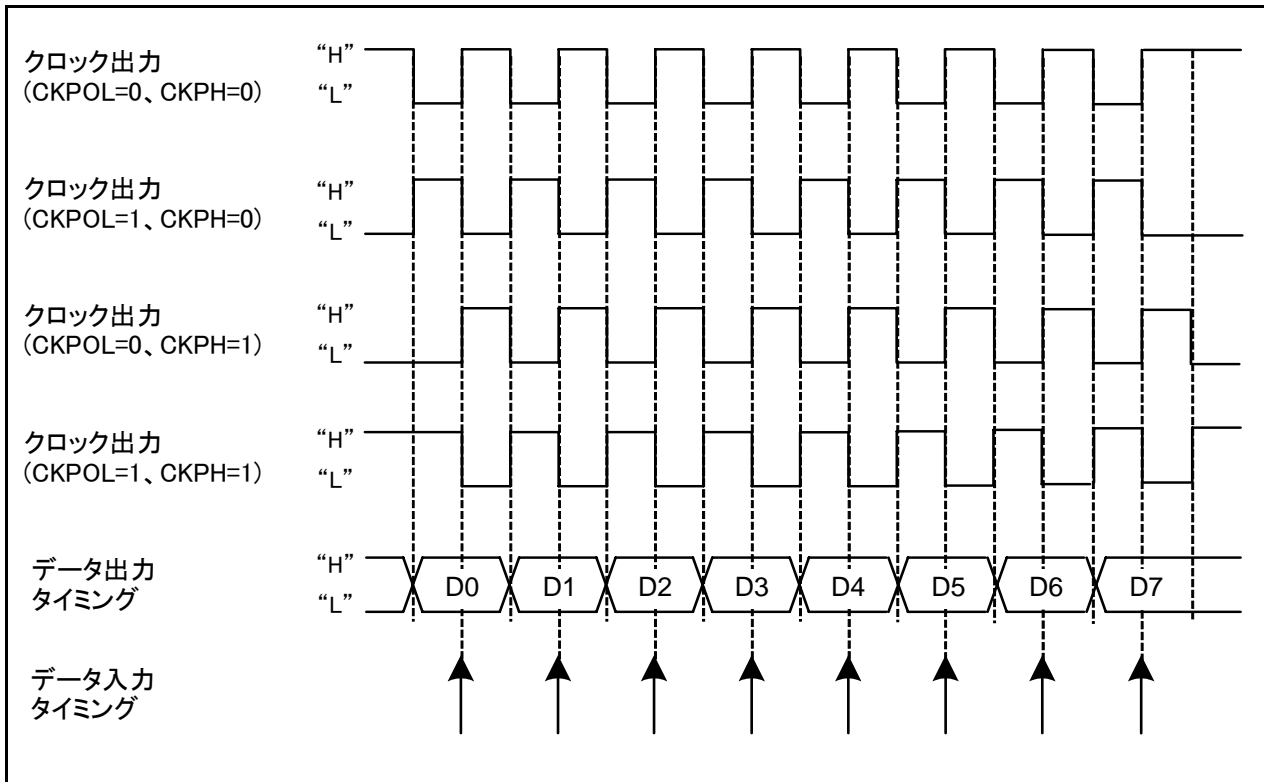 クロック出力
(CKPOL=0、CKPH=0)
“H”
“L”
クロック出力
(CKPOL=1、CKPH=0)
“H”
“L”
クロック出力
(CKPOL=0、CKPH=1)
“H”
“L”
クロック出力
(CKPOL=1、CKPH=1)
“H”
“L”
データ出力
タイミング
“H”
“L”
D0 D1 D2 D3 D4 D5 D6 D7
データ入力
タイミング